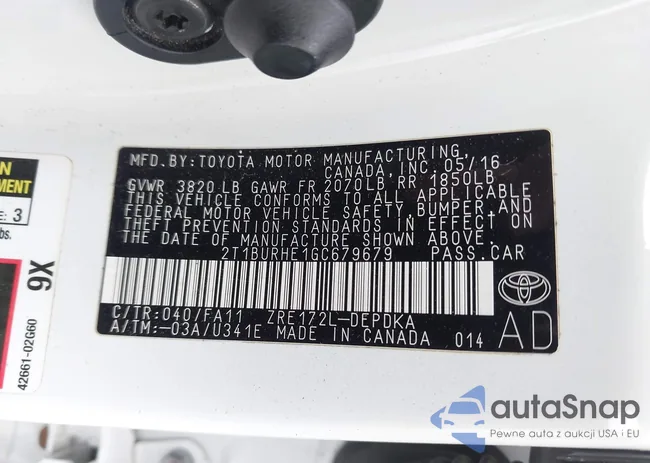 MFD.BY:TOYOTA MOTOR MANUFACTURING
CANADA,INC.05/16
GVWR 3820LB GAWR FR 2070LB RR 1850LB
THIS VEHICLE CONFORMS TO ALL APPLICABLE
FEDERAL MOTOR VEHICLE SAFETY,BUMPER,AND
THEFT PREVENTION STANDARDS IN EFFECT ON
THE DATE OF MANUFACTURE SHOWN ABOVE.
2T1BURHE1GC679679 PASS.CAR
C/TR:040/FA11 ZRE172L-DEPDKA
A/TM:-03A/U341E MADE IN CANADA 014
AD
: 3
9X
42661-02G60
autaSnap
Pewne auta z aukcji USA i EU